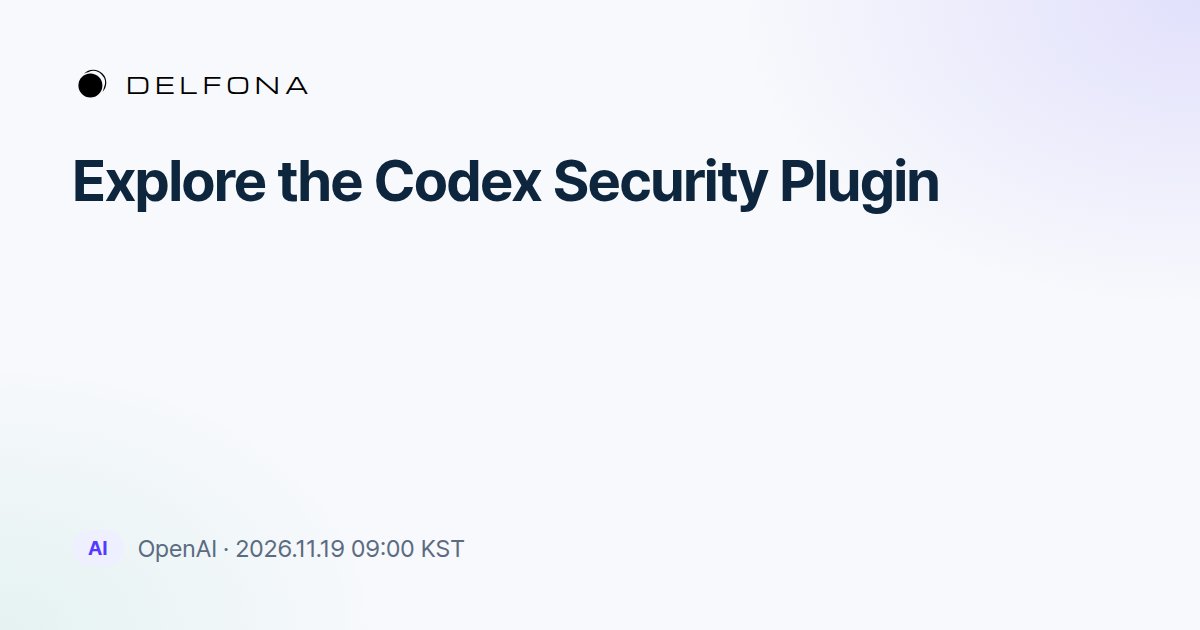 DELFONA
Explore the Codex Security Plugin
AI OpenAI · 2026.11.19 09:00 KST